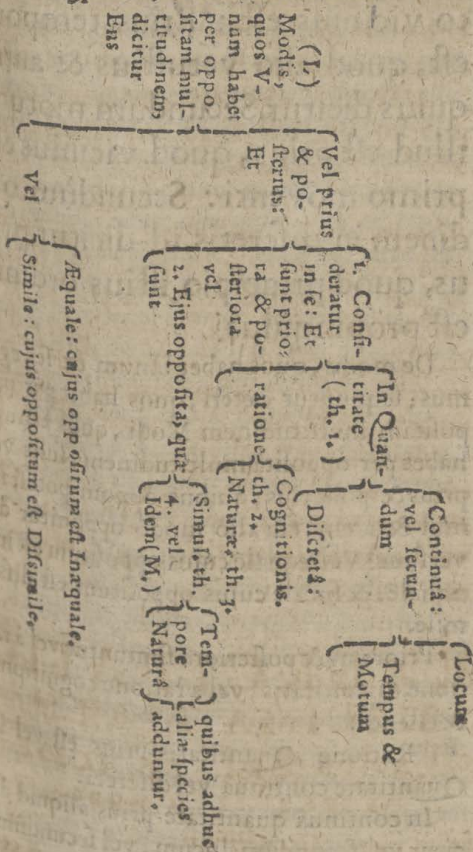 (L)
Modis,
quos V-
num habet
per oppo
sitam mul-
titudinem,
dicitur
Ens
Vel prius
& po-
sterius:
Et
1. Consi-
deratur
in se: Et
sunt prio-
ra & po-
steriora
vel
In Quan-
titate
(th. 1.)
Continuâ:
vel secun-
dum
Locum
Tempus &
Motum
Discretâ:
ratione
Cognitionis,
th. 2.
Naturæ, th 3.
2. Ejus opposita, quæ
sunt
Simul, th.
4. vel
Idem (M.)
Tem-
pore
Naturâ
quibus adhuc
aliæ species
adduntur.
Vel
Æquale: cujus oppositum est Inæquale.
Simile: cujus oppositum est Dissimile.